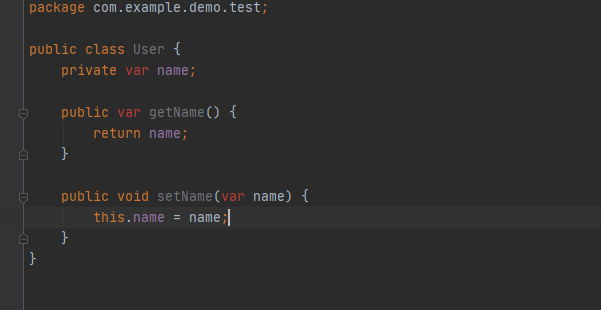 package com.example.demo.test;
public class User {
private var name;
public var getName() {
return name;
}
public void setName(var name) {
this.name = name;
}
}